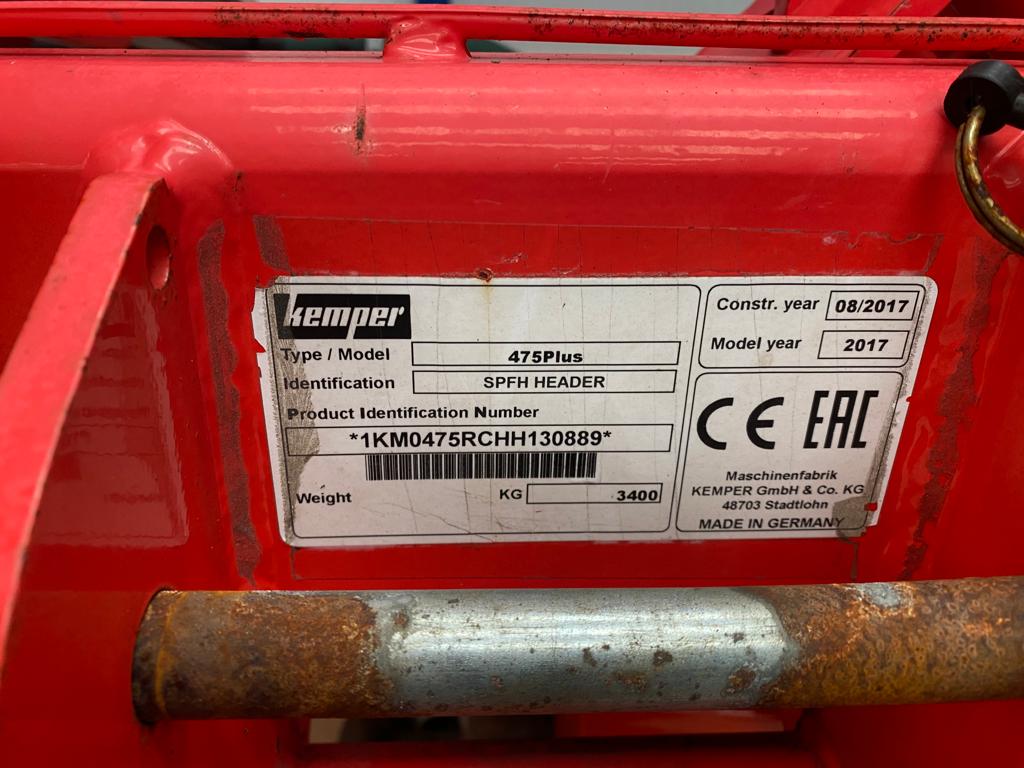 kemper
Type / Model 475Plus
Identification SPFH HEADER
Product Identification Number
*1KM0475RCHH130889*
Weight KG 3400
Constr. year 08/2017
Model year 2017
CE EAC
Maschinenfabrik
KEMPER GmbH & Co. KG
48703 Stadtlohn
MADE IN GERMANY